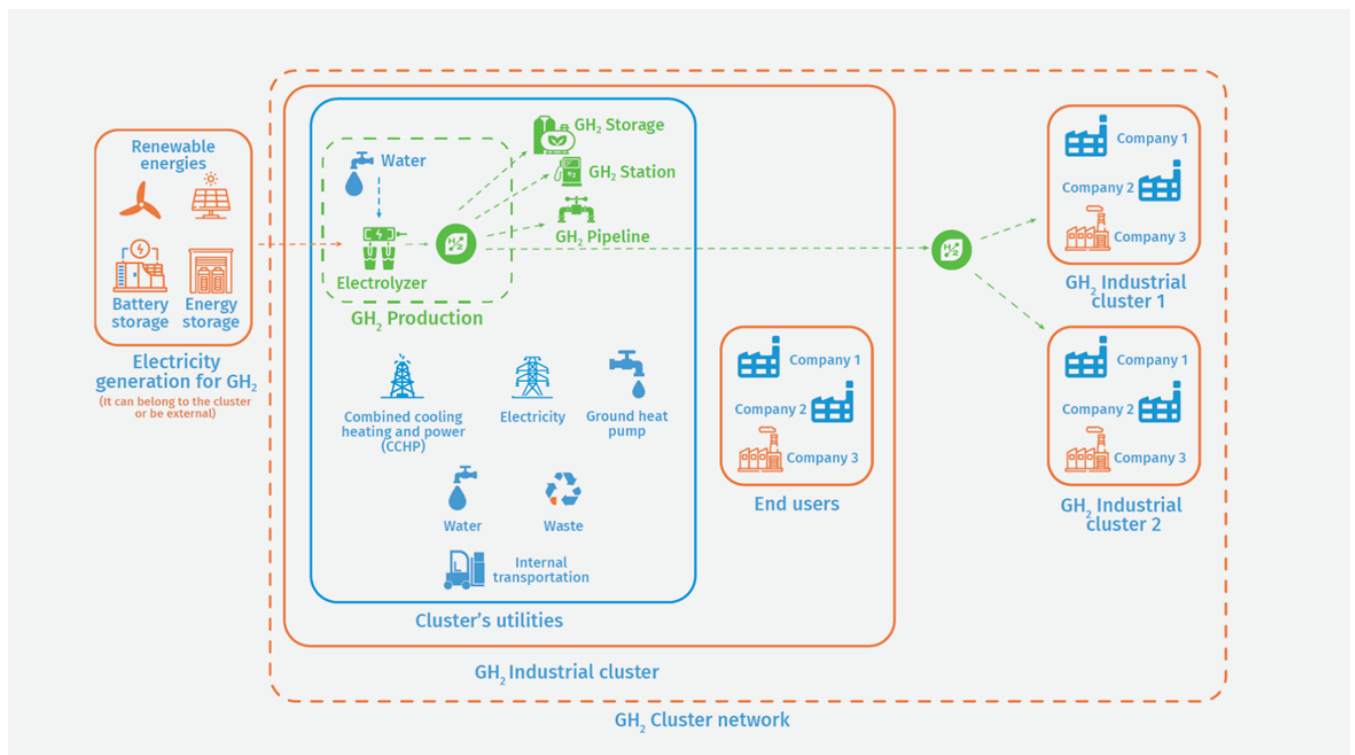 Renewable
energies
Battery
storage
Energy
storage
Electricity
generation for GH₂
(It can belong to the cluster
or be external)
Water
Electrolyzer
GH₂ Production
GH₂ Storage
GH₂ Station
GH₂ Pipeline
Combined cooling
heating and power
(CCHP)
Electricity
Ground heat
pump
Water
Waste
Internal
transportation
Cluster’s utilities
Company 1
Company 2
Company 3
End users
GH₂ Industrial cluster
Company 1
Company 2
Company 3
GH₂ Industrial
cluster 1
Company 1
Company 2
Company 3
GH₂ Industrial
cluster 2
GH₂ Cluster network